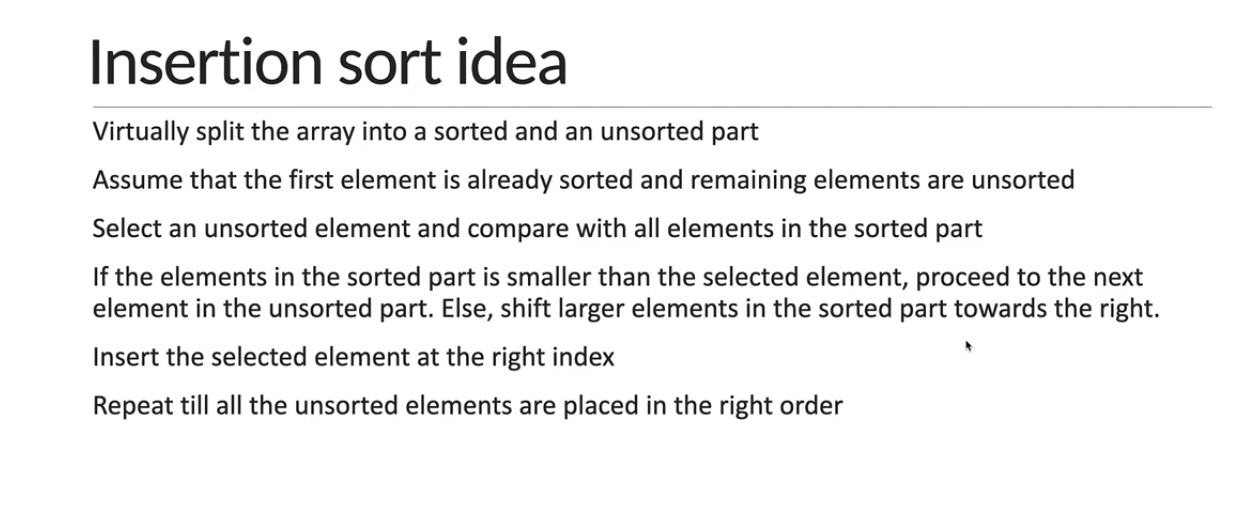 Insertion sort idea
Virtually split the array into a sorted and an unsorted part
Assume that the first element is already sorted and remaining elements are unsorted
Select an unsorted element and compare with all elements in the sorted part
If the elements in the sorted part is smaller than the selected element, proceed to the next
element in the unsorted part. Else, shift larger elements in the sorted part towards the right.
Insert the selected element at the right index
Repeat till all the unsorted elements are placed in the right order